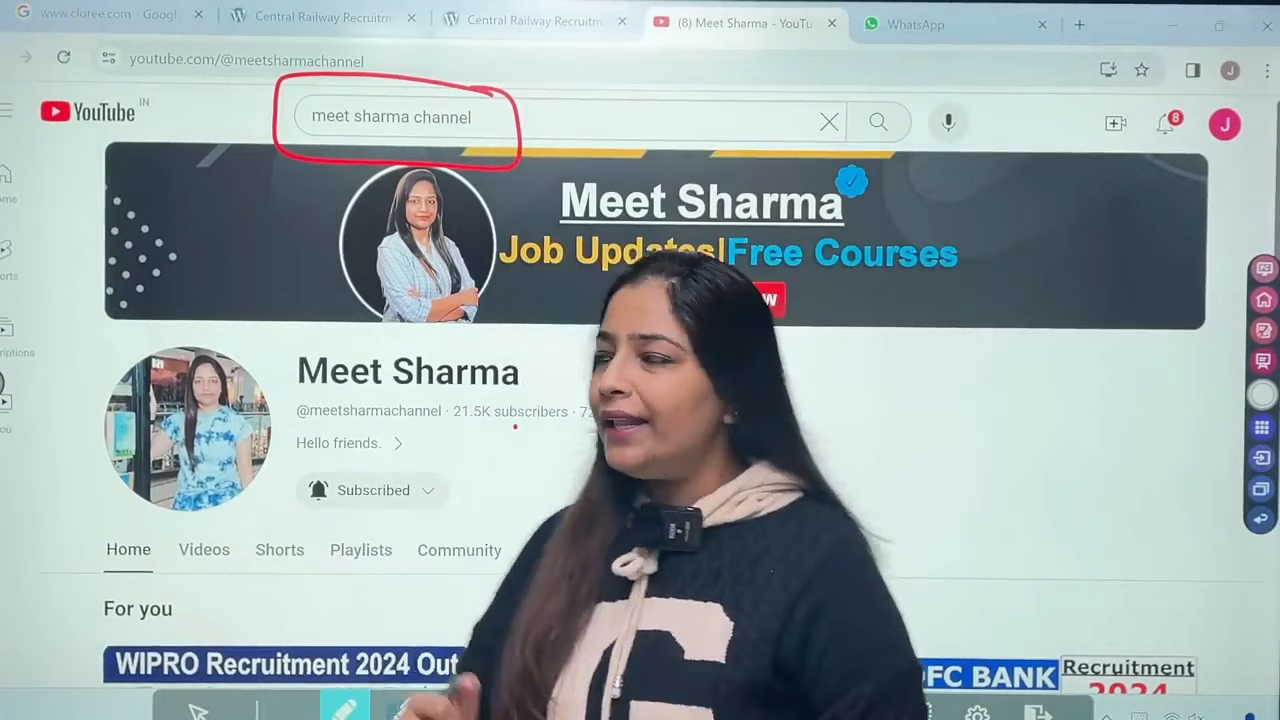 www.cloree.com - Googl
Central Railway Recruitm
Central Railway Recruitm
(8) Meet Sharma - YouTu
WhatsApp
youtube.com/@meetsharmachannel
YouTube IN
meet sharma channel
8
J
J
Meet Sharma
Job Updates|Free Courses
W
Meet Sharma
@meetsharmachannel · 21.5K subscribers · 7
Hello friends.
Subscribed
Home Videos Shorts Playlists Community
For you
WIPRO Recruitment 2024 Out
FC BANK
Recruitment
2024